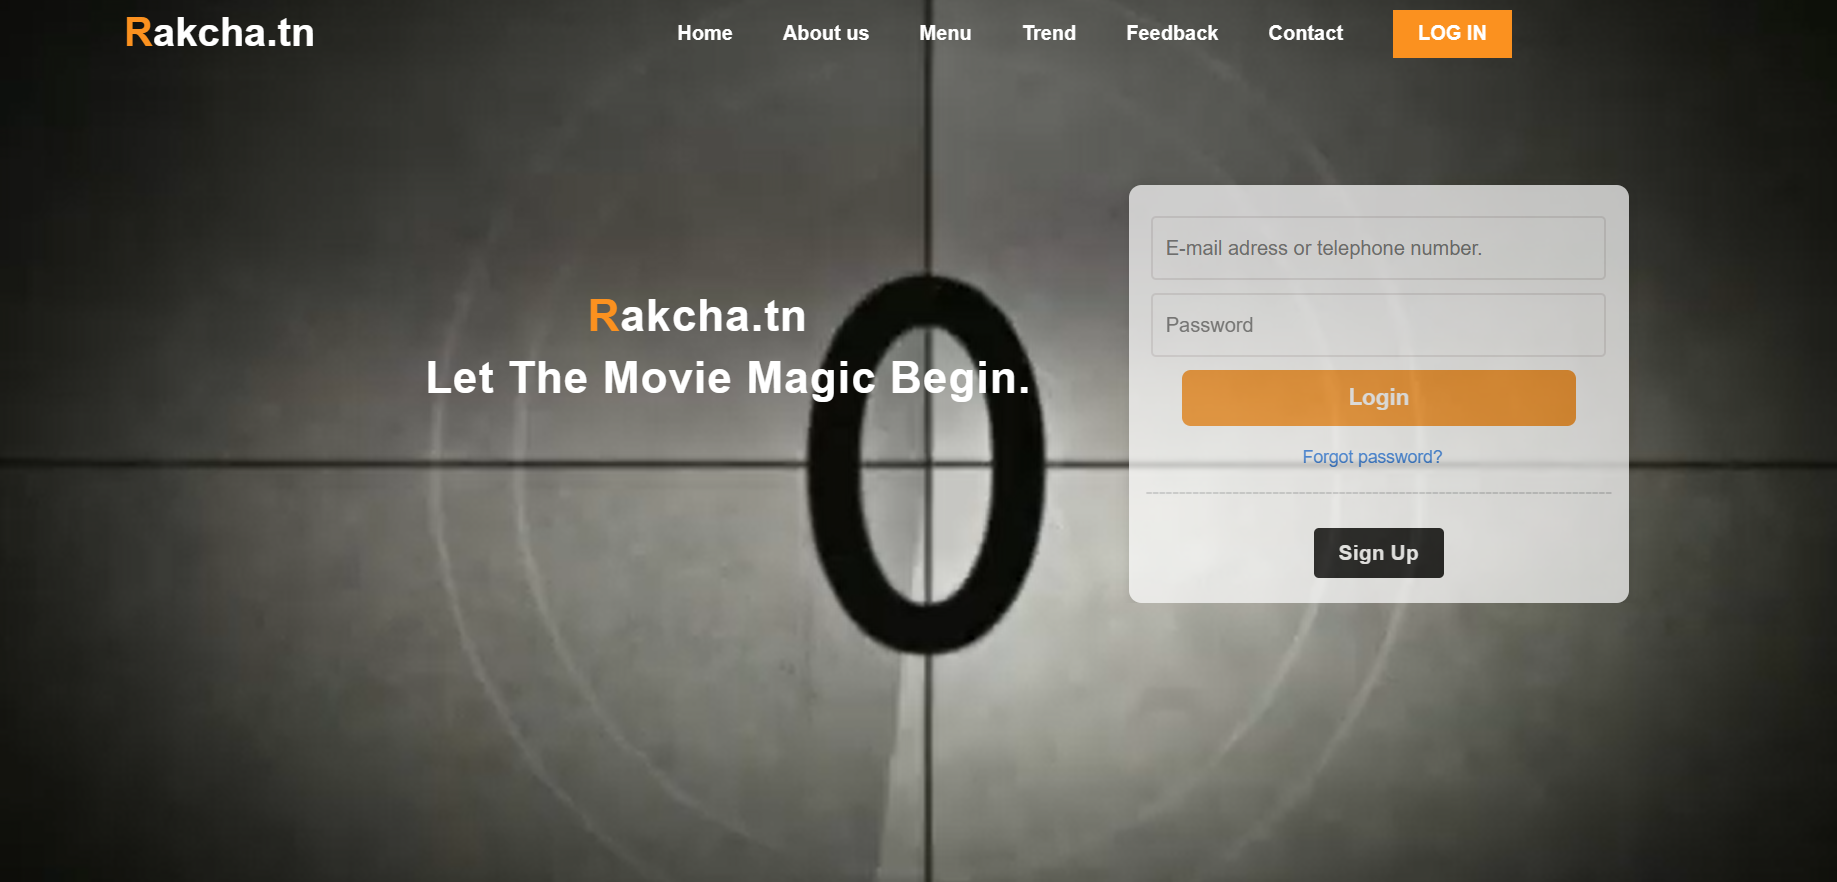 Rakcha.tn
Home About us Menu Trend Feedback Contact LOG IN
Rakcha.tn
Let The Movie Magic Begin.
0
E-mail adress or telephone number.
Password
Login
Forgot password?
Sign Up